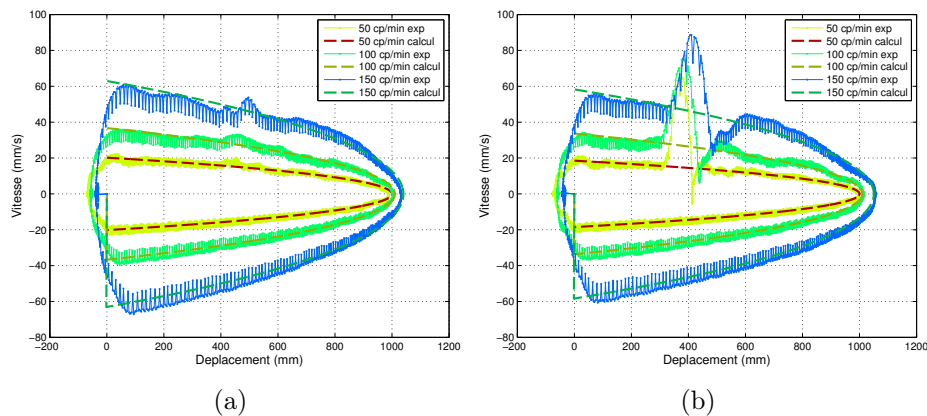 100
80
60
40
20
0
−20
−40
−60
−80
−200
0
200
400
600
800
1000
1200
Vitesse (mm/s)
Deplacement (mm)
50 cp/min exp
50 cp/min calcul
100 cp/min exp
100 cp/min calcul
150 cp/min exp
150 cp/min calcul
(a)
100
80
60
40
20
0
−20
−40
−60
−80
−200
0
200
400
600
800
1000
1200
Vitesse (mm/s)
Deplacement (mm)
50 cp/min exp
50 cp/min calcul
100 cp/min exp
100 cp/min calcul
150 cp/min exp
150 cp/min calcul
(b)